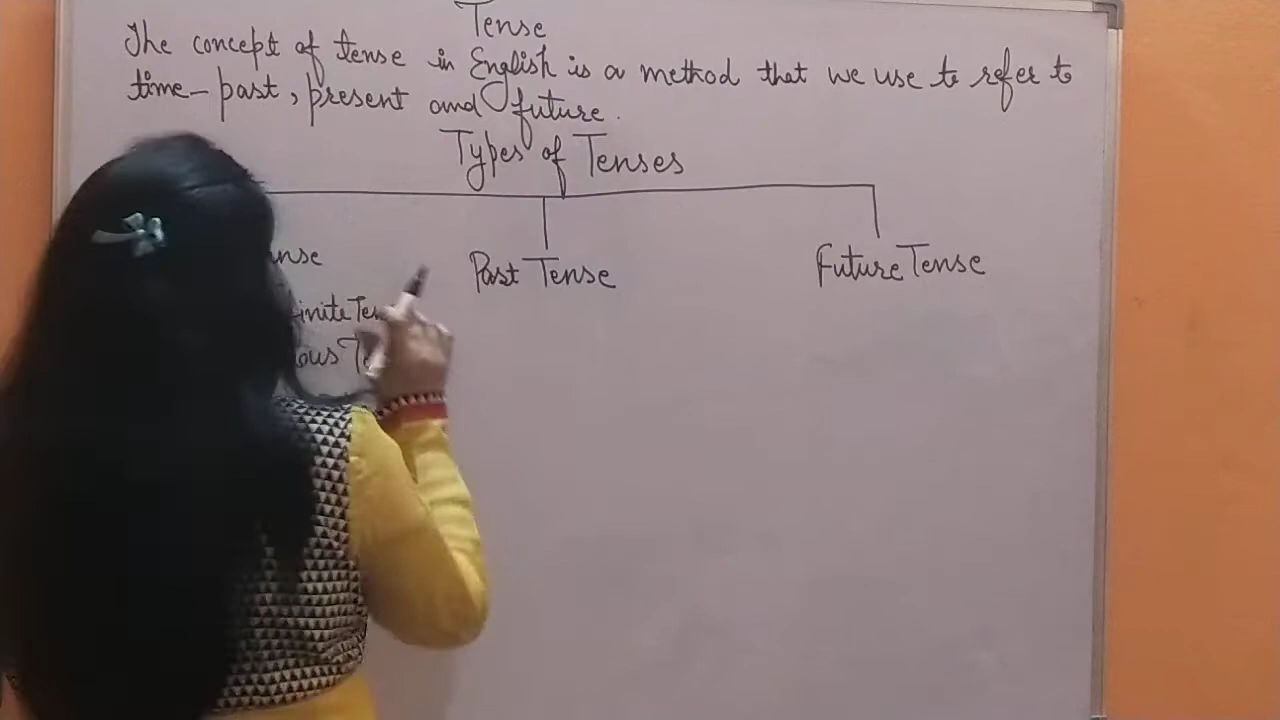 Tense
The concept of tense in English is a method that we use to refer to
time - past, present and future.
Types of Tenses
Past Tense
Future Tense